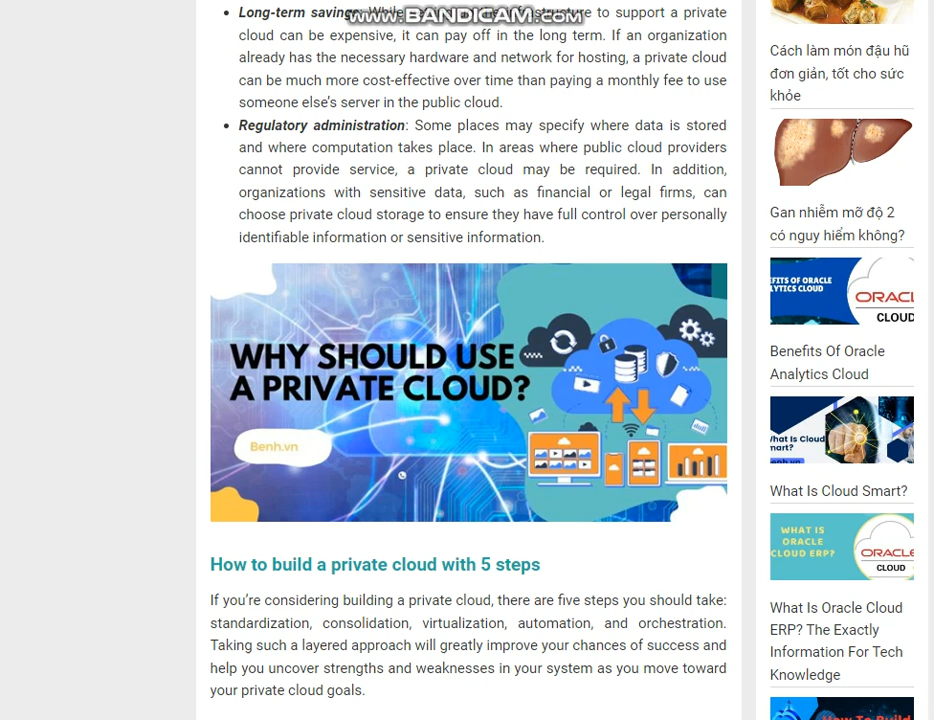 www.BANDICAM.com
Long-term savings: While to support a private
cloud can be expensive, it can pay off in the long term. If an organization
already has the necessary hardware and network for hosting, a private cloud
can be much more cost-effective over time than paying a monthly fee to use
someone else's server in the public cloud.
Regulatory administration: Some places may specify where data is stored
and where computation takes place. In areas where public cloud providers
cannot provide service, a private cloud may be required. In addition,
organizations with sensitive data, such as financial or legal firms, can
choose private cloud storage to ensure they have full control over personally
identifiable information or sensitive information.
WHY SHOULD USE
A PRIVATE CLOUD?
Benh.vn
How to build a private cloud with 5 steps
If you're considering building a private cloud, there are five steps you should take:
standardization, consolidation, virtualization, automation, and orchestration.
Taking such a layered approach will greatly improve your chances of success and
help you uncover strengths and weaknesses in your system as you move toward
your private cloud goals.
Cách làm món đậu hũ
đơn giản, tốt cho sức
khỏe
Gan nhiễm mỡ độ 2
có nguy hiểm không?
EFITS OF ORACLE
LYTICS CLOUD
ORACL
CLOUD
Benefits Of Oracle
Analytics Cloud
What Is Cloud
mart?
What Is Cloud Smart?
WHAT IS
ORACLE
CLOUD ERP?
ORACLE
CLOUD
What Is Oracle Cloud
ERP? The Exactly
Information For Tech
Knowledge
How To Build